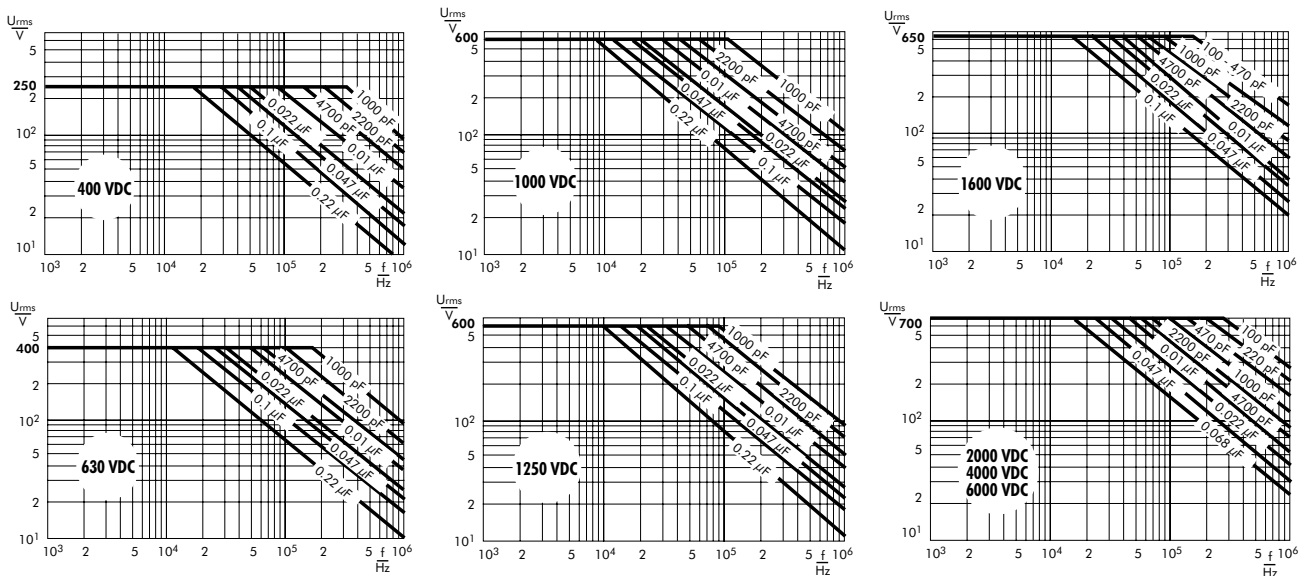 Urms
V
5
250
2
10²
5
2
10¹
10³ 2 5 10⁴ 2 5 10⁵ 2 5 10⁶
f
Hz
400 VDC
1000 pF
2200 pF
4700 pF
0.01 µF
0.022 µF
0.047 µF
0.1 µF
0.22 µF
Urms
V
600
5
2
10²
5
2
10¹
10³ 2 5 10⁴ 2 5 10⁵ 2 5 10⁶
f
Hz
1000 VDC
1000 pF
2200 pF
4700 pF
0.01 µF
0.022 µF
0.047 µF
0.1 µF
0.22 µF
Urms
V
650
5
2
10²
5
2
10¹
10³ 2 5 10⁴ 2 5 10⁵ 2 5 10⁶
f
Hz
1600 VDC
100 - 470 pF
1000 pF
2200 pF
4700 pF
0.01 µF
0.022 µF
0.047 µF
0.1 µF
Urms
V
5
400
2
10²
5
2
10¹
10³ 2 5 10⁴ 2 5 10⁵ 2 5 10⁶
f
Hz
630 VDC
1000 pF
2200 pF
4700 pF
0.01 µF
0.022 µF
0.047 µF
0.1 µF
0.22 µF
Urms
V
600
5
2
10²
5
2
10¹
10³ 2 5 10⁴ 2 5 10⁵ 2 5 10⁶
f
Hz
1250 VDC
1000 pF
2200 pF
4700 pF
0.01 µF
0.022 µF
0.047 µF
0.1 µF
0.22 µF
Urms
V
700
5
2
10²
5
2
10¹
10³ 2 5 10⁴ 2 5 10⁵ 2 5 10⁶
f
Hz
2000 VDC
4000 VDC
6000 VDC
100 pF
220 pF
470 pF
1000 pF
2200 pF
4700 pF
0.01 µF
0.022 µF
0.047 µF
0.068 µF